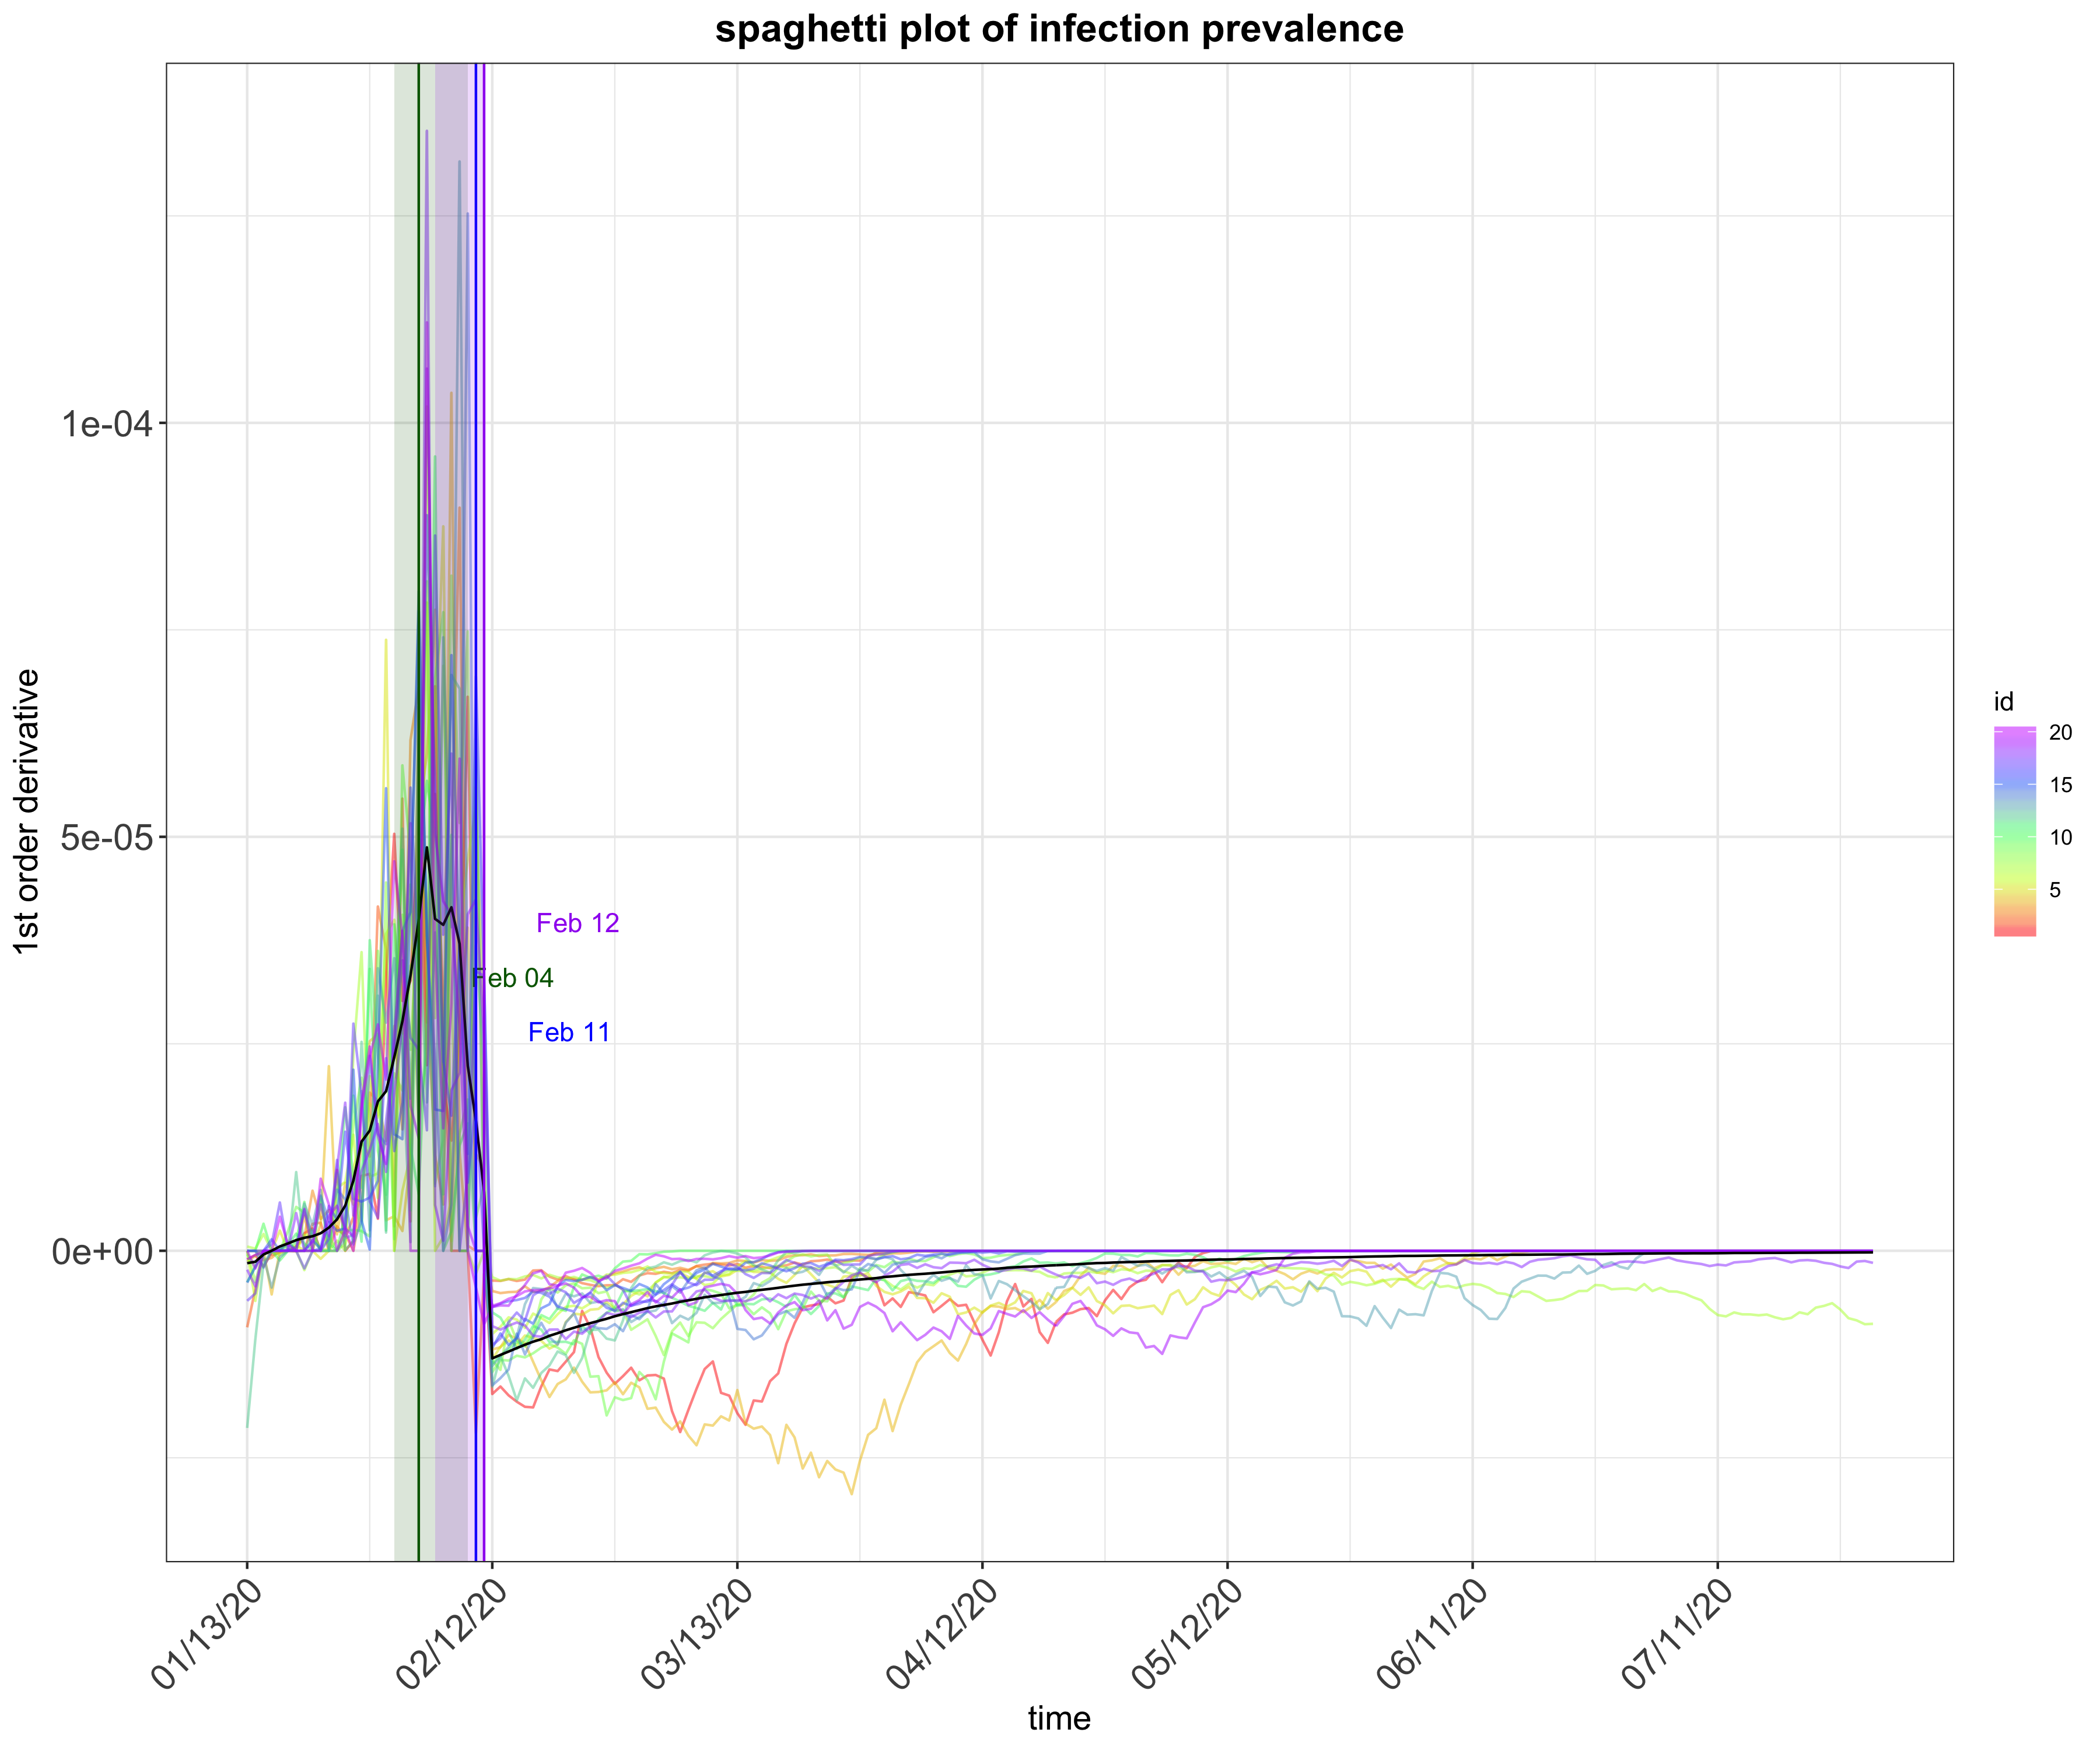 spaghetti plot of infection prevalence
1st order derivative
1e-04
5e-05
0e+00
Feb 12
Feb 04
Feb 11
id
20
15
10
5
01/13/20
02/12/20
03/13/20
04/12/20
05/12/20
06/11/20
07/11/20
time